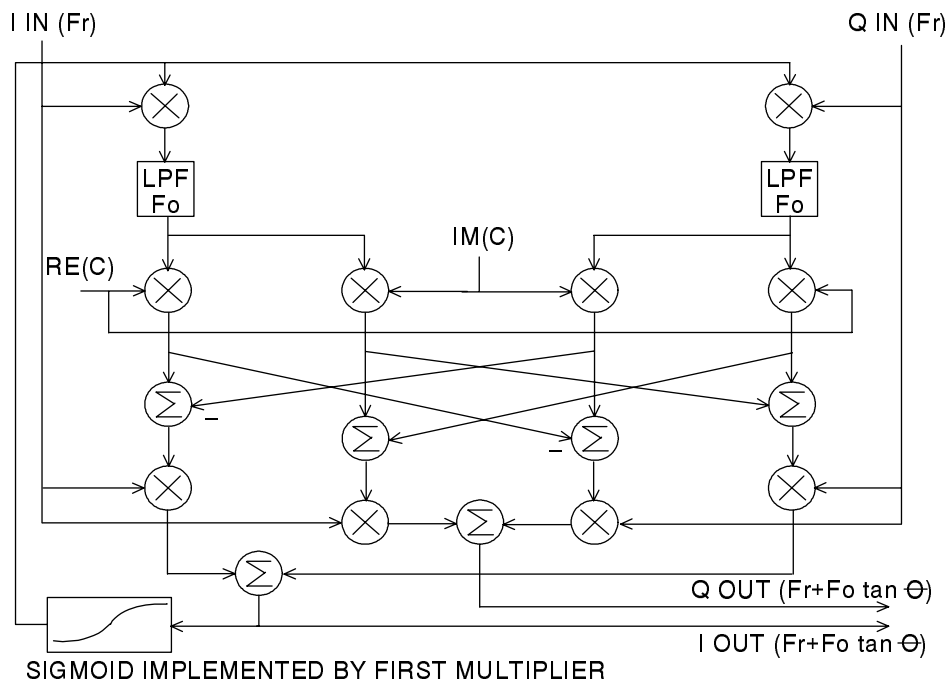 I IN (Fr)
Q IN (Fr)
LPF
Fo
LPF
Fo
IM(C)
RE(C)
Σ
–
Σ
–
Σ
Σ
Σ
Σ
Q OUT (Fr+Fo tan Θ)
I OUT (Fr+Fo tan Θ)
SIGMOID IMPLEMENTED BY FIRST MULTIPLIER